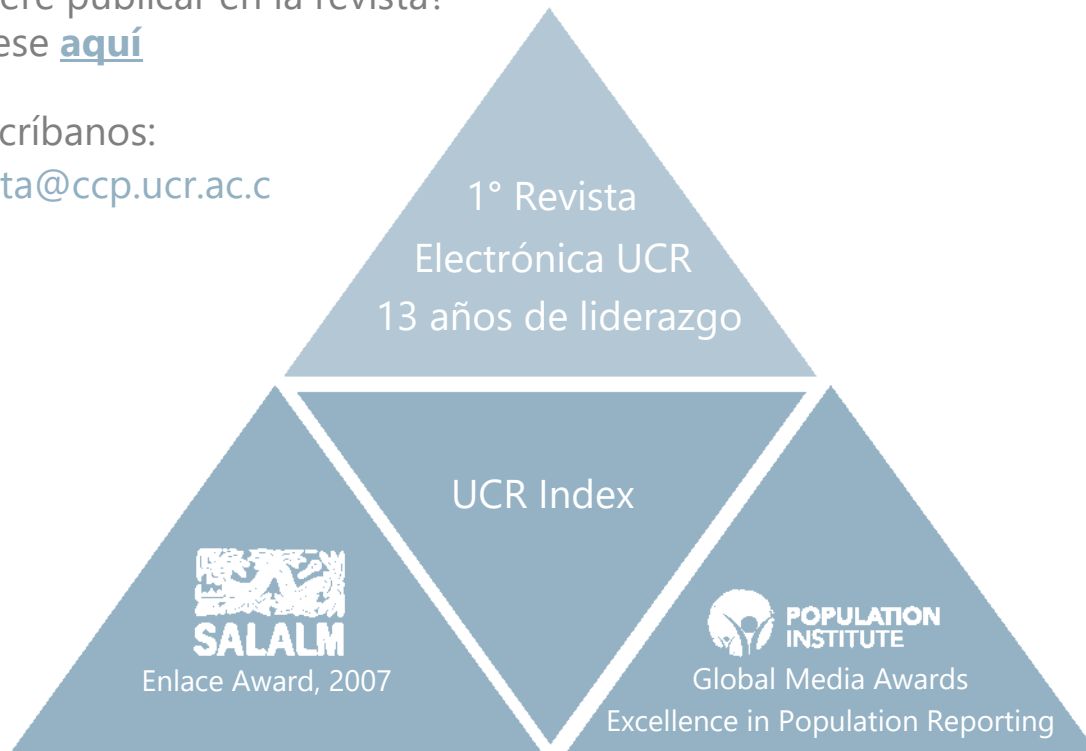 ere publicar en la revista?
ese aquí
críbanos:
ta@ccp.ucr.ac.c
1° Revista
Electrónica UCR
13 años de liderazgo
UCR Index
SALALM
Enlace Award, 2007
POPULATION
INSTITUTE
Global Media Awards
Excellence in Population Reporting